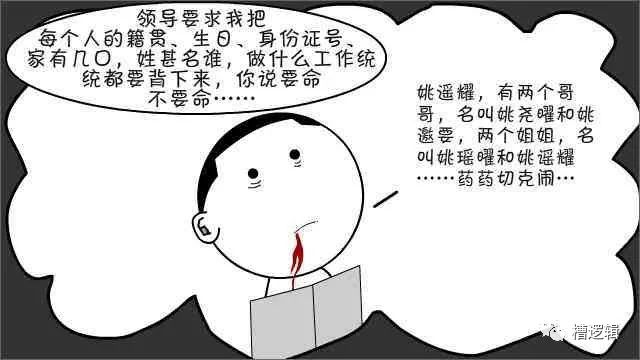 领导要求我把
每个人的籍贯、生日、身份证号、
家有几口，姓甚名谁，做什么工作统
统都要背下来，你说要命
不要命……
姚遥耀，有两个哥
哥，名叫姚尧曜和姚
邀要，两个姐姐，名
叫姚瑶曜和姚谣耀
……药药切克闹…
槽逻辑